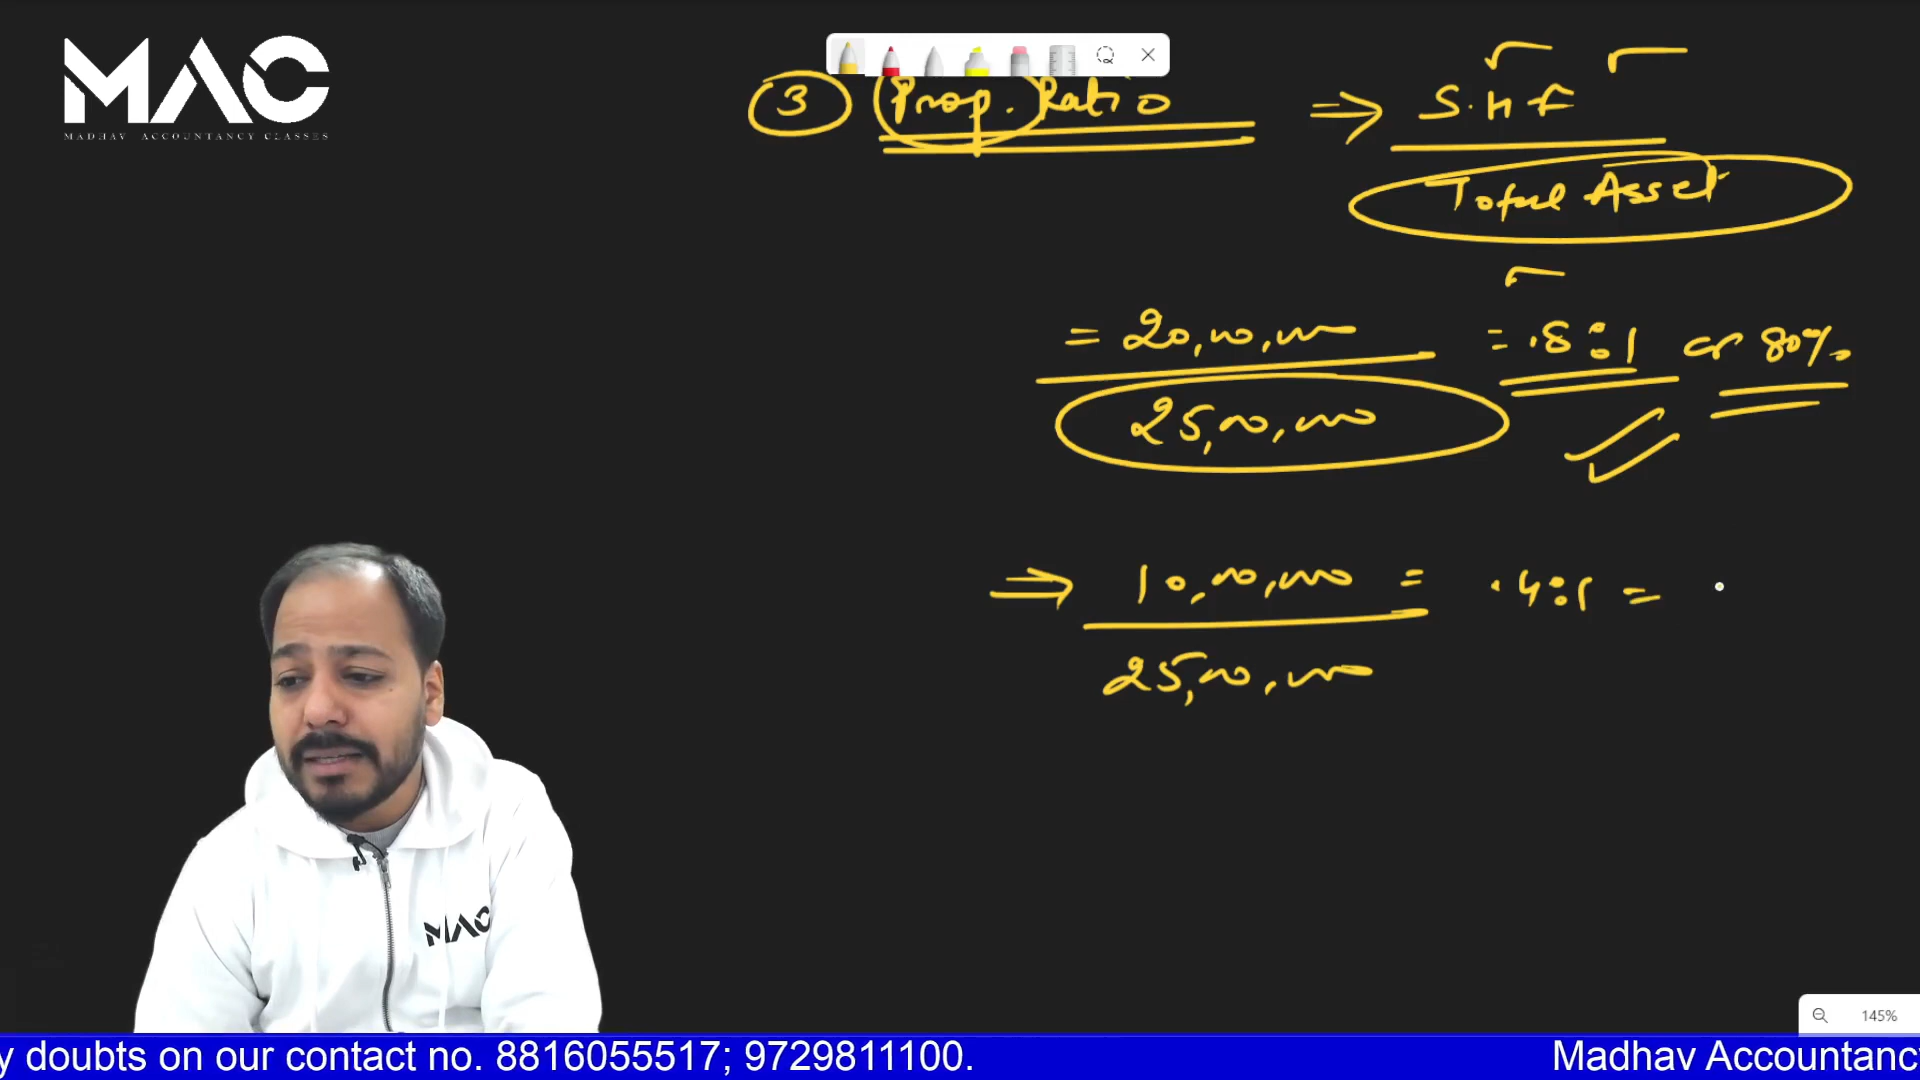 MAC
MADHAV ACCOUNTANCY CLASSES
3 Prop. Ratio => S.H.F
Total Asset
= 20,00,000 = .8:1 or 80%
25,00,000
=> 10,00,000 = .4:1 =
25,00,000
MAC
145%
y doubts on our contact no. 8816055517; 9729811100. Madhav Accountancy